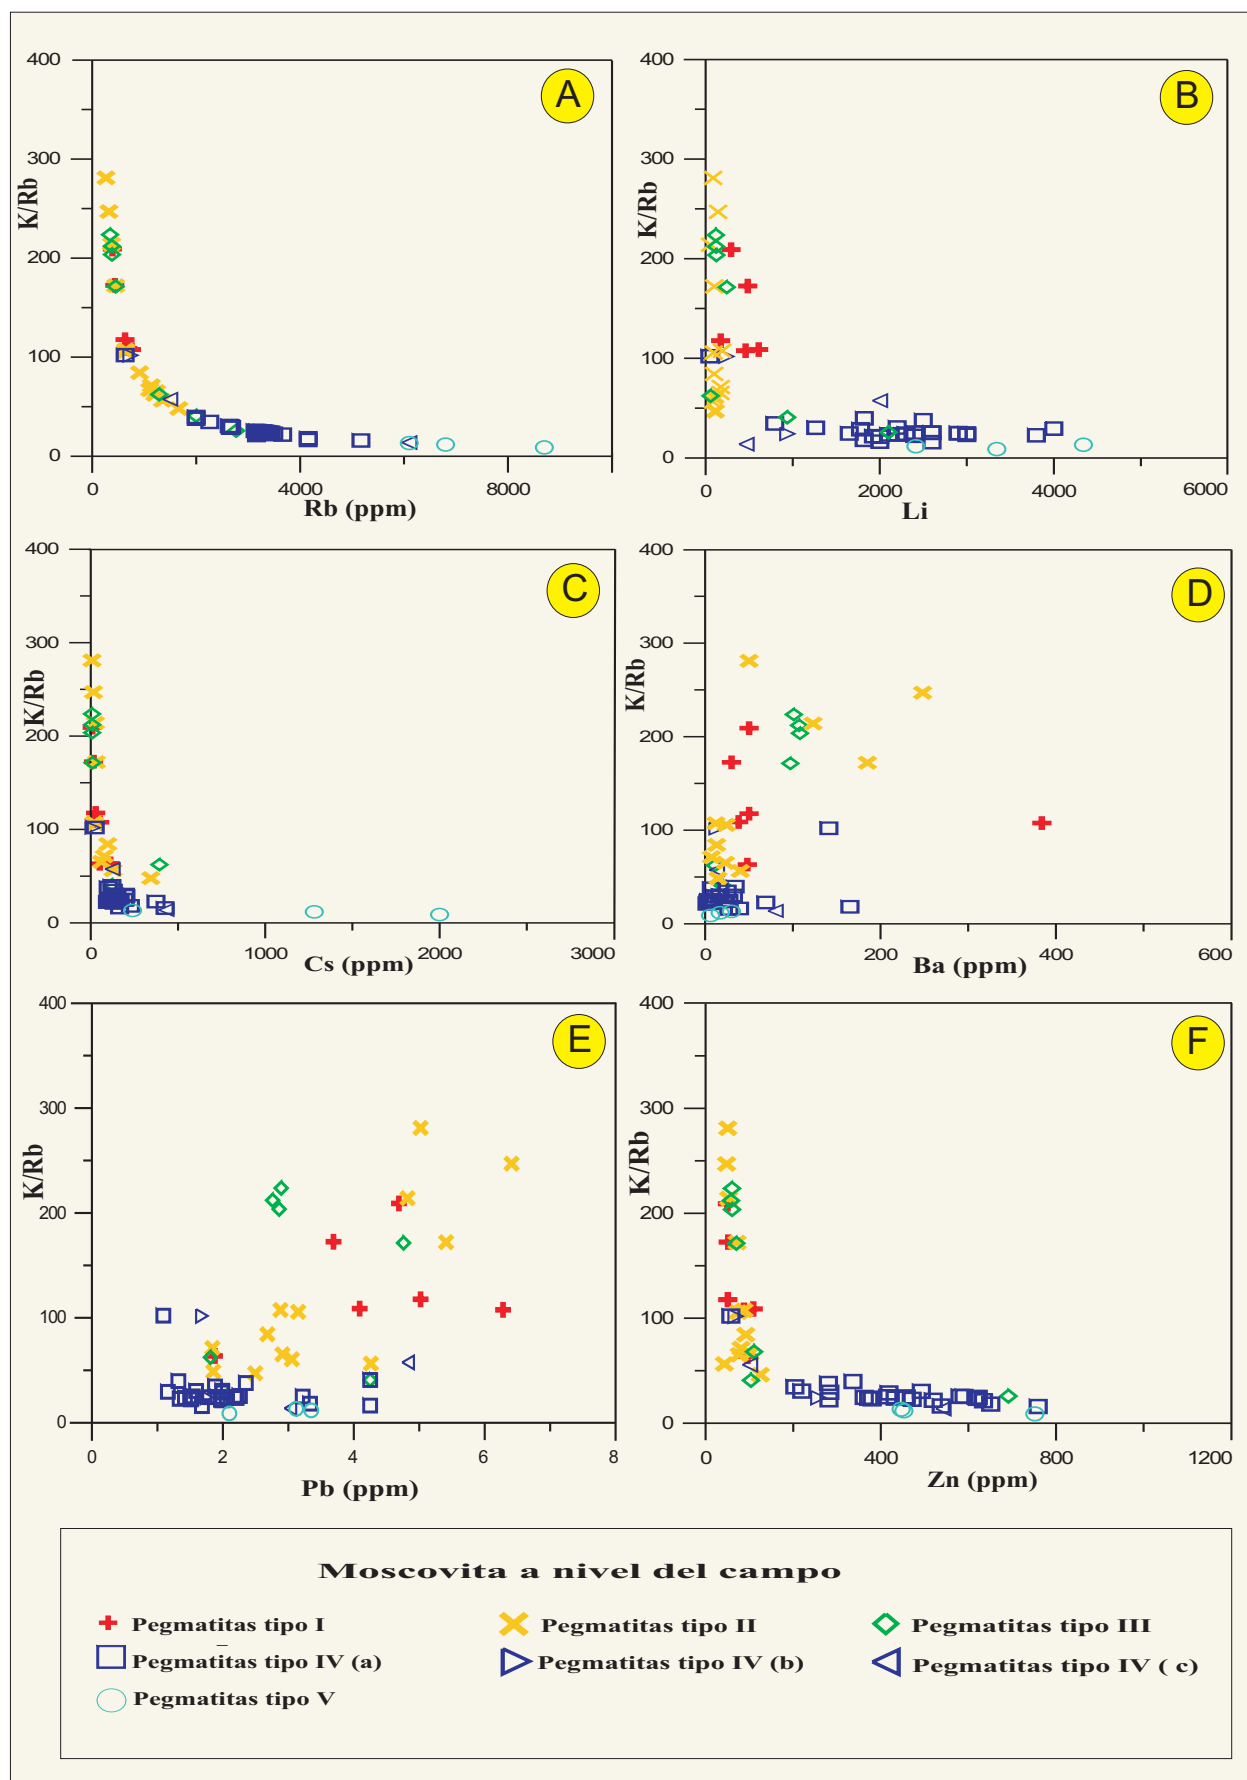 A
400
300
200
100
0
K/Rb
0 4000 8000
Rb (ppm)
B
400
300
200
100
0
K/Rb
0 2000 4000 6000
Li
C
400
300
200
100
0
K/Rb
0 1000 2000 3000
Cs (ppm)
D
400
300
200
100
0
K/Rb
0 200 400 600
Ba (ppm)
E
400
300
200
100
0
K/Rb
0 2 4 6 8
Pb (ppm)
F
400
300
200
100
0
K/Rb
0 400 800 1200
Zn (ppm)
Moscovita a nivel del campo
Pegmatitas tipo I Pegmatitas tipo II Pegmatitas tipo III
Pegmatitas tipo IV (a) Pegmatitas tipo IV (b) Pegmatitas tipo IV ( c)
Pegmatitas tipo V